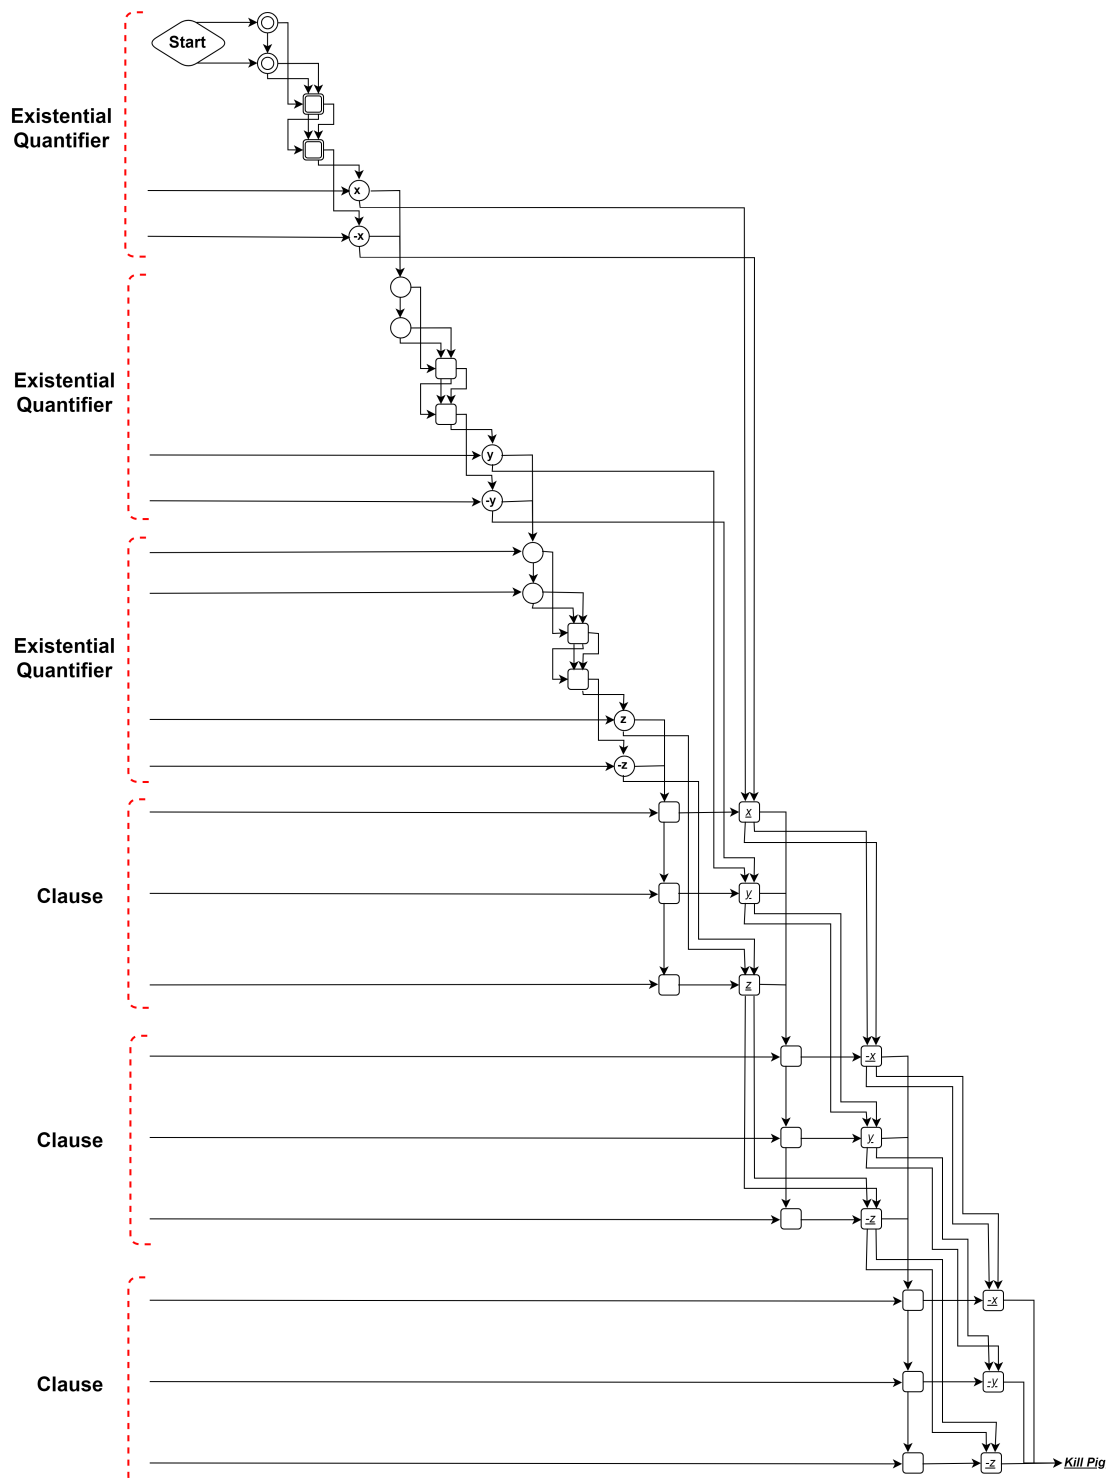 Start
Existential
Quantifier
x
-x
Existential
Quantifier
y
-y
Existential
Quantifier
z
-z
x
Clause
y
z
-x
Clause
y
-z
-x
Clause
-y
-z
Kill Pig